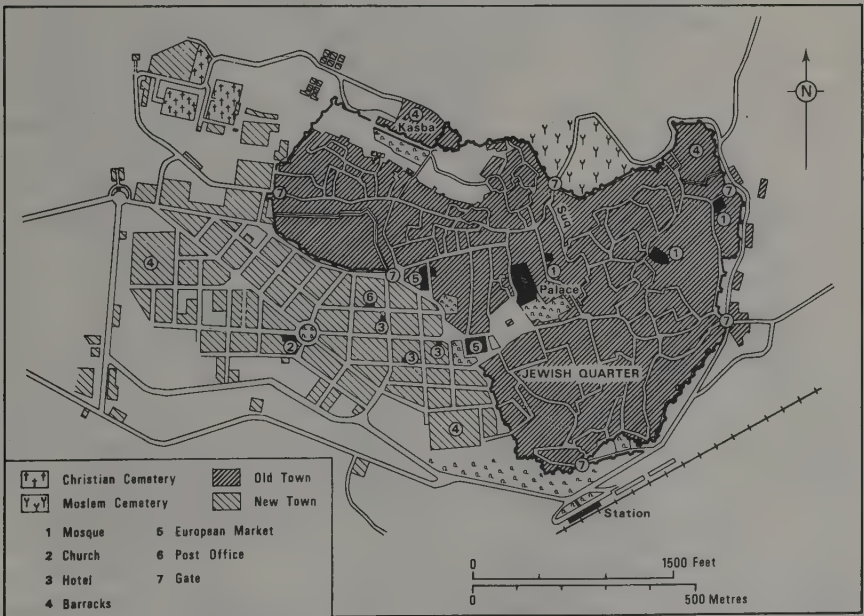 N
4
Kasba
7
4
7
Suq
1
1
7
4
1
7
5
6
Palace
3
2
3
3
5
7
JEWISH QUARTER
4
7
Station
Christian Cemetery
Old Town
Moslem Cemetery
New Town
1 Mosque
5 European Market
2 Church
6 Post Office
3 Hotel
7 Gate
4 Barracks
0 1500 Feet
0 500 Metres